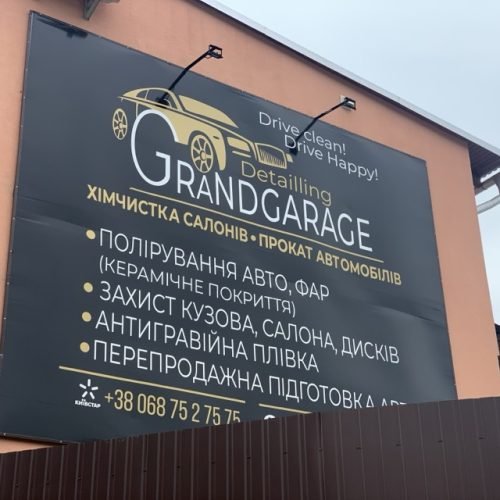 Drive clean!
Drive Happy!
Detailling
GRANDGARAGE
ХІМЧИСТКА САЛОНІВ • ПРОКАТ АВТОМОБІЛІВ
• ПОЛІРУВАННЯ АВТО, ФАР
(КЕРАМІЧНЕ ПОКРИТТЯ)
• ЗАХИСТ КУЗОВА, САЛОНА, ДИСКІВ
• АНТИГРАВІЙНА ПЛІВКА
• ПЕРЕПРОДАЖНА ПІДГОТОВКА АВТ
КИЇВСТАР +38 068 75 2 75 75